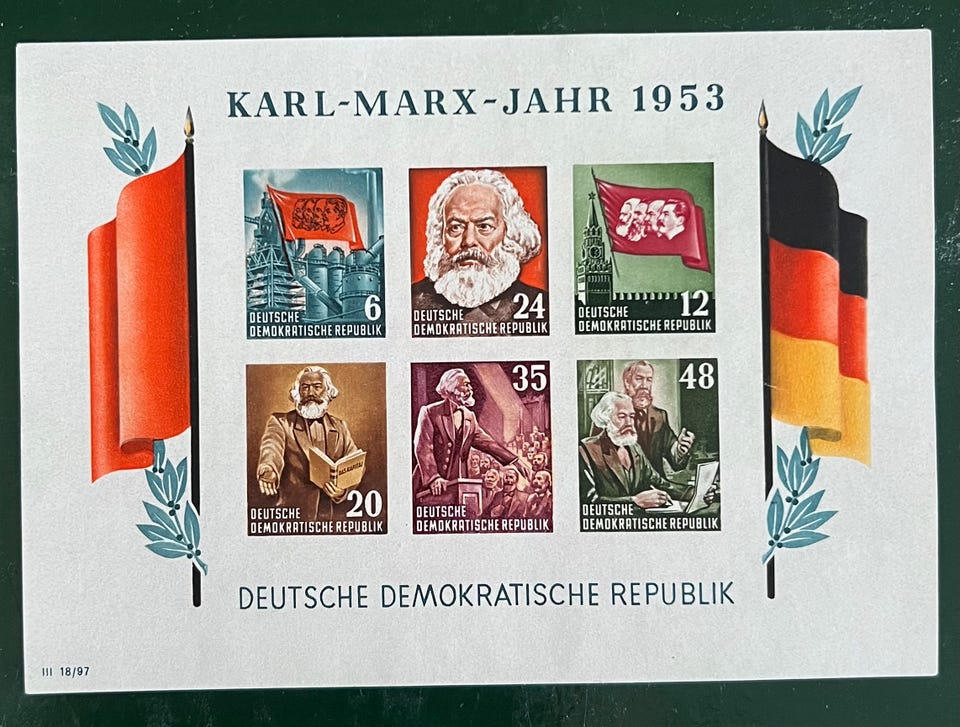 KARL-MARX-JAHR 1953
6
DEUTSCHE
DEMOKRATISCHE REPUBLIK
24
DEUTSCHE
DEMOKRATISCHE REPUBLIK
12
DEUTSCHE
DEMOKRATISCHE REPUBLIK
DAS KAPITAL
20
DEUTSCHE
DEMOKRATISCHE REPUBLIK
35
DEUTSCHE
DEMOKRATISCHE REPUBLIK
48
DEUTSCHE
DEMOKRATISCHE REPUBLIK
DEUTSCHE DEMOKRATISCHE REPUBLIK
III 18/97